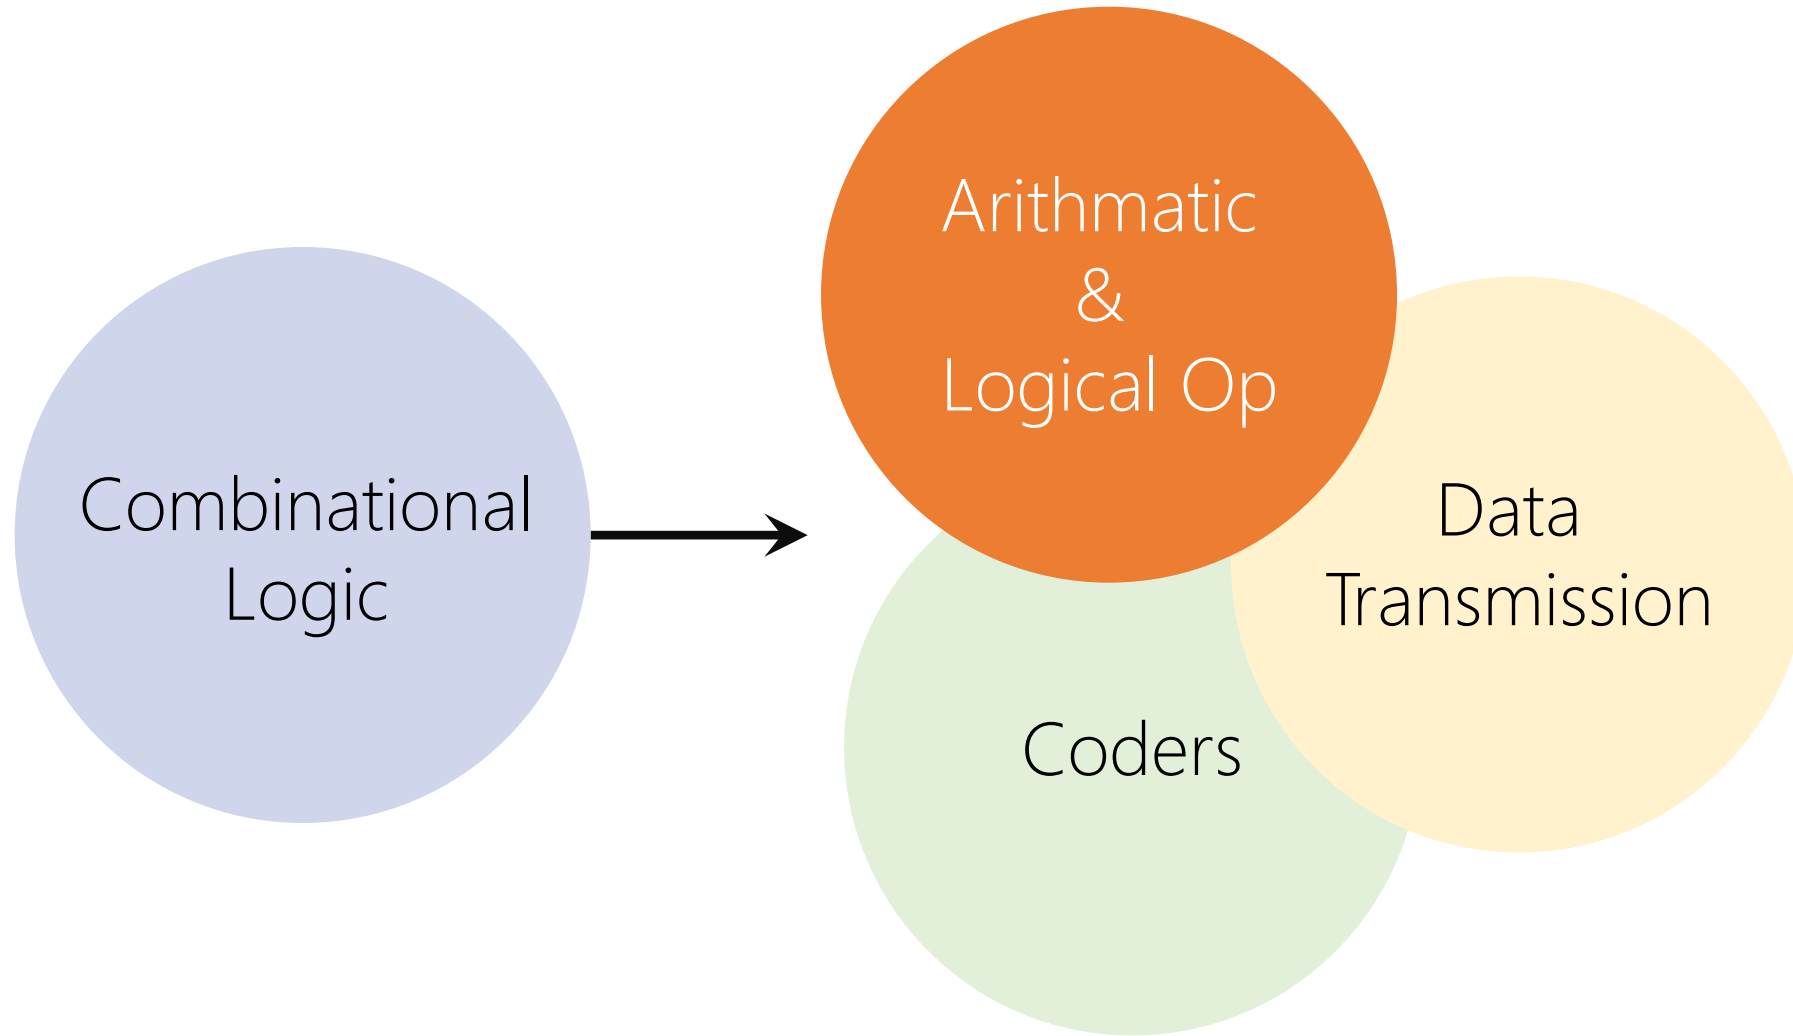 Combinational
Logic
Arithmatic
&
Logical Op
Data
Transmission
Coders